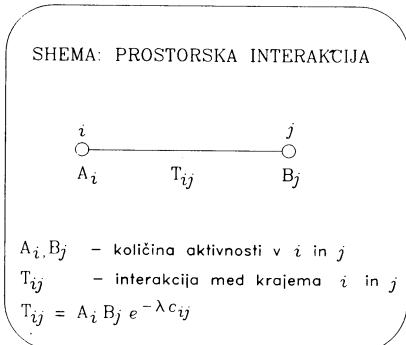 SHEMA: PROSTORSKA INTERAKCIJA
i j
A_i T_ij B_j
A_i, B_j – količina aktivnosti v i in j
T_ij – interakcija med krajema i in j
T_ij = A_i B_j e^{-λ c_ij}